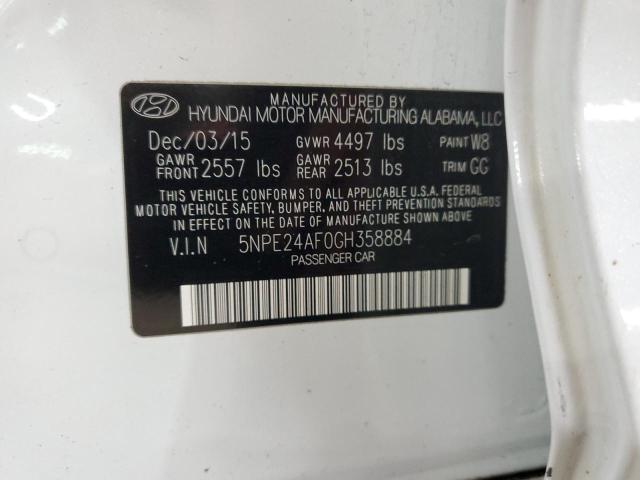 MANUFACTURED BY
HYUNDAI MOTOR MANUFACTURING ALABAMA, LLC
Dec/03/15 GVWR 4497 lbs PAINT W8
GAWR FRONT 2557 lbs GAWR REAR 2513 lbs TRIM GG
THIS VEHICLE CONFORMS TO ALL APPLICABLE U.S.A. FEDERAL
MOTOR VEHICLE SAFETY, BUMPER, AND THEFT PREVENTION STANDARDS
IN EFFECT ON THE DATE OF MANUFACTURE SHOWN ABOVE
V.I.N 5NPE24AF0GH358884
PASSENGER CAR